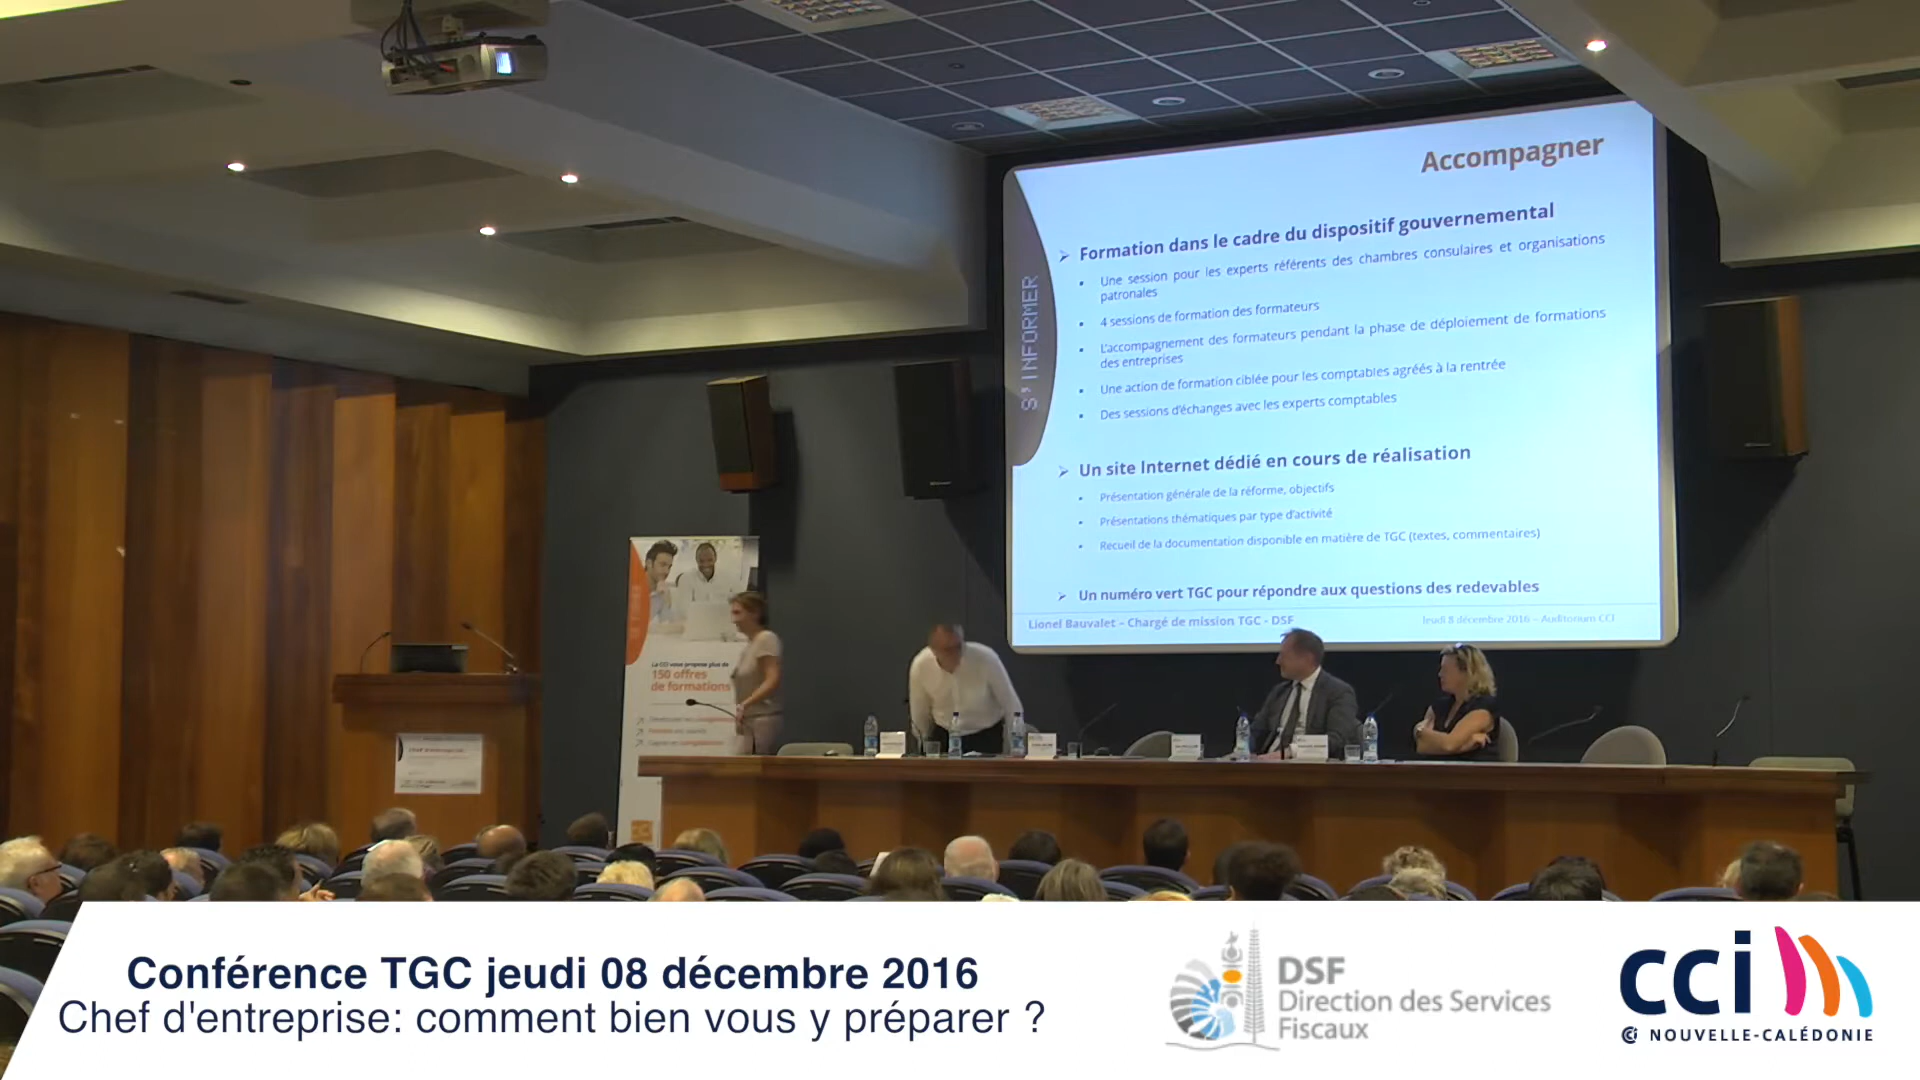 Accompagner
S'INFORMER
➢ Formation dans le cadre du dispositif gouvernemental
• Une session pour les experts référents des chambres consulaires et organisations
patronales
• 4 sessions de formation des formateurs
• L'accompagnement des formateurs pendant la phase de déploiement de formations
des entreprises
• Une action de formation ciblée pour les comptables agréés à la rentrée
• Des sessions d'échanges avec les experts comptables
➢ Un site Internet dédié en cours de réalisation
• Présentation générale de la réforme, objectifs
• Présentations thématiques par type d'activité
• Recueil de la documentation disponible en matière de TGC (textes, commentaires)
➢ Un numéro vert TGC pour répondre aux questions des redevables
Lionel Bauvalet – Chargé de mission TGC - DSF
Jeudi 8 décembre 2016 – Auditorium CCI
La CCI vous propose plus de
150 offres
de formations
Conférence TGC jeudi 08 décembre 2016
Chef d'entreprise: comment bien vous y préparer ?
DSF
Direction des Services
Fiscaux
cci
NOUVELLE-CALÉDONIE